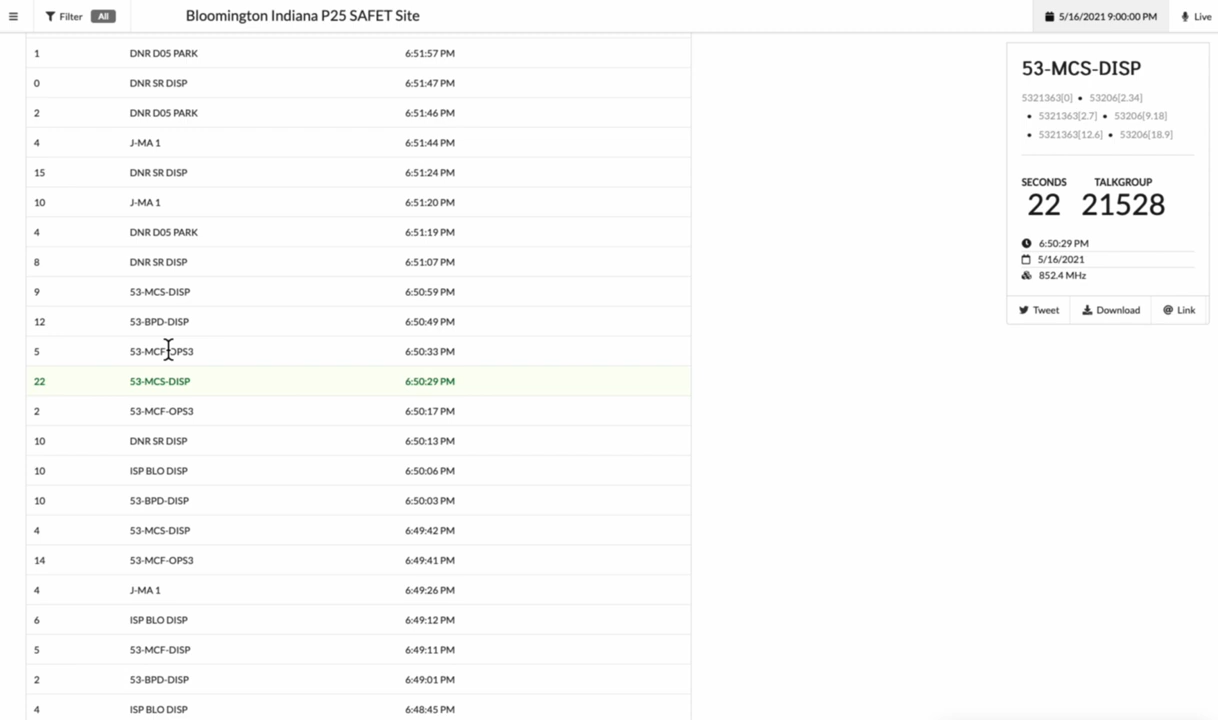 Filter All Bloomington Indiana P25 SAFET Site 5/16/2021 9:00:00 PM Live
1 DNR D05 PARK 6:51:57 PM
0 DNR SR DISP 6:51:47 PM
2 DNR D05 PARK 6:51:46 PM
4 J-MA 1 6:51:44 PM
15 DNR SR DISP 6:51:24 PM
10 J-MA 1 6:51:20 PM
4 DNR D05 PARK 6:51:19 PM
8 DNR SR DISP 6:51:07 PM
9 53-MCS-DISP 6:50:59 PM
12 53-BPD-DISP 6:50:49 PM
5 53-MCF-OPS3 6:50:33 PM
22 53-MCS-DISP 6:50:29 PM
2 53-MCF-OPS3 6:50:17 PM
10 DNR SR DISP 6:50:13 PM
10 ISP BLO DISP 6:50:06 PM
10 53-BPD-DISP 6:50:03 PM
4 53-MCS-DISP 6:49:42 PM
14 53-MCF-OPS3 6:49:41 PM
4 J-MA 1 6:49:26 PM
6 ISP BLO DISP 6:49:12 PM
5 53-MCF-DISP 6:49:11 PM
2 53-BPD-DISP 6:49:01 PM
4 ISP BLO DISP 6:48:45 PM
53-MCS-DISP
5321363[0] • 53206[2.34]
• 5321363[2.7] • 53206[9.18]
• 5321363[12.6] • 53206[18.9]
SECONDS TALKGROUP
22 21528
6:50:29 PM
5/16/2021
852.4 MHz
Tweet Download Link